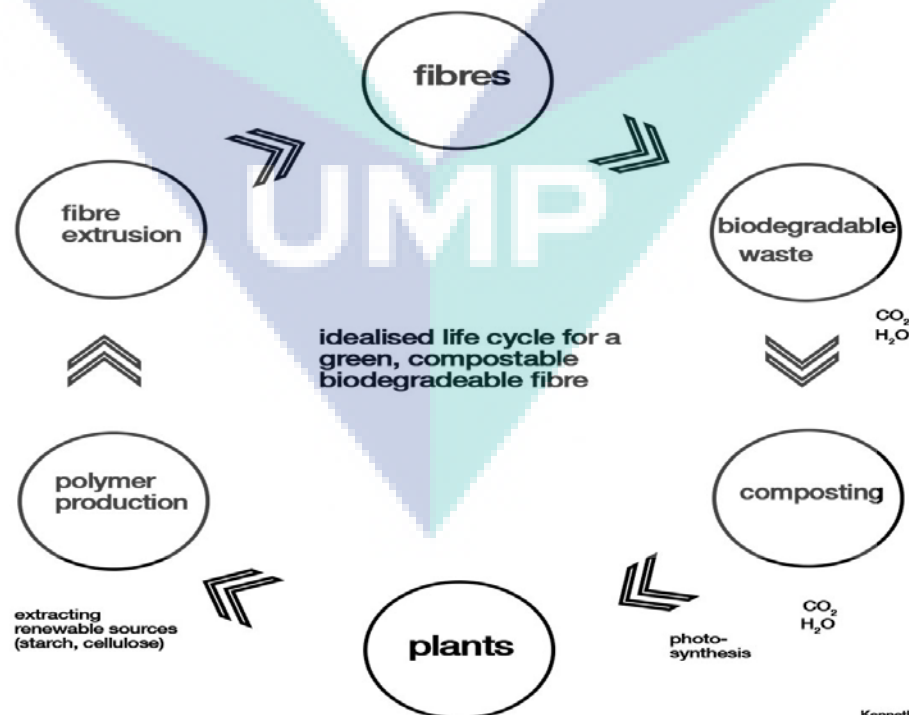 fibres
UMP
fibre
extrusion
biodegradable
waste
CO₂
H₂O
idealised life cycle for a
green, compostable
biodegradeable fibre
polymer
production
composting
extracting
renewable sources
(starch, cellulose)
plants
photo-
synthesis
CO₂
H₂O